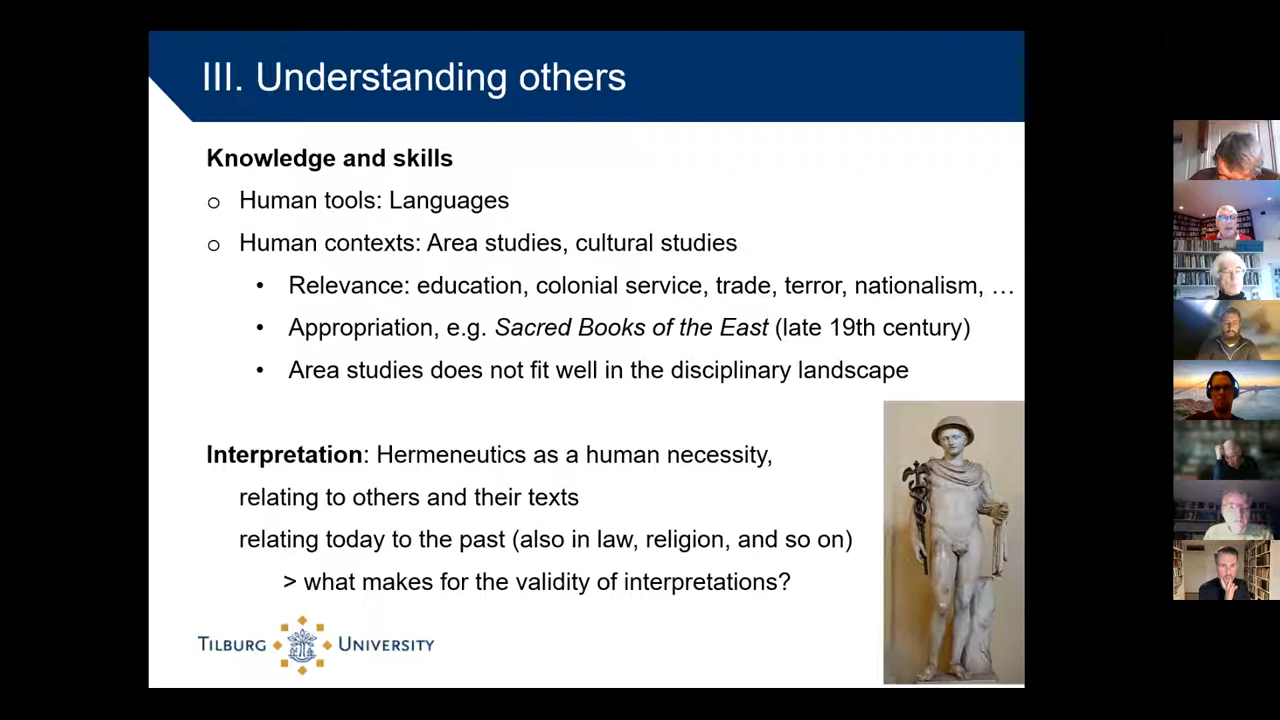 III. Understanding others
Knowledge and skills
o Human tools: Languages
o Human contexts: Area studies, cultural studies
• Relevance: education, colonial service, trade, terror, nationalism, …
• Appropriation, e.g. Sacred Books of the East (late 19th century)
• Area studies does not fit well in the disciplinary landscape
Interpretation: Hermeneutics as a human necessity,
relating to others and their texts
relating today to the past (also in law, religion, and so on)
> what makes for the validity of interpretations?
TILBURG UNIVERSITY